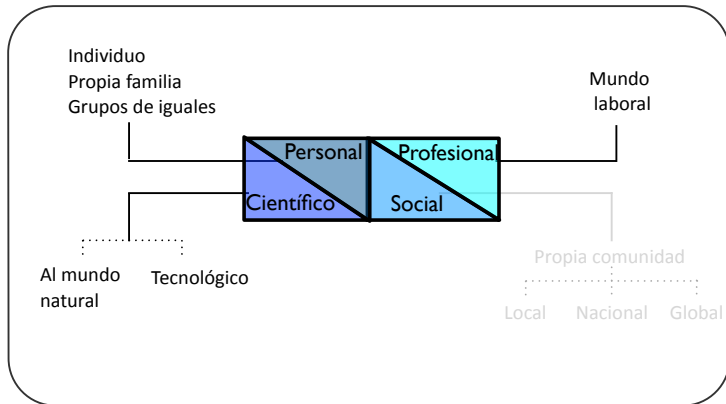 Individuo
Propia familia
Grupos de iguales
Mundo
laboral
Personal
Profesional
Científico
Social
Al mundo
natural
Tecnológico
Propia comunidad
Local
Nacional
Global